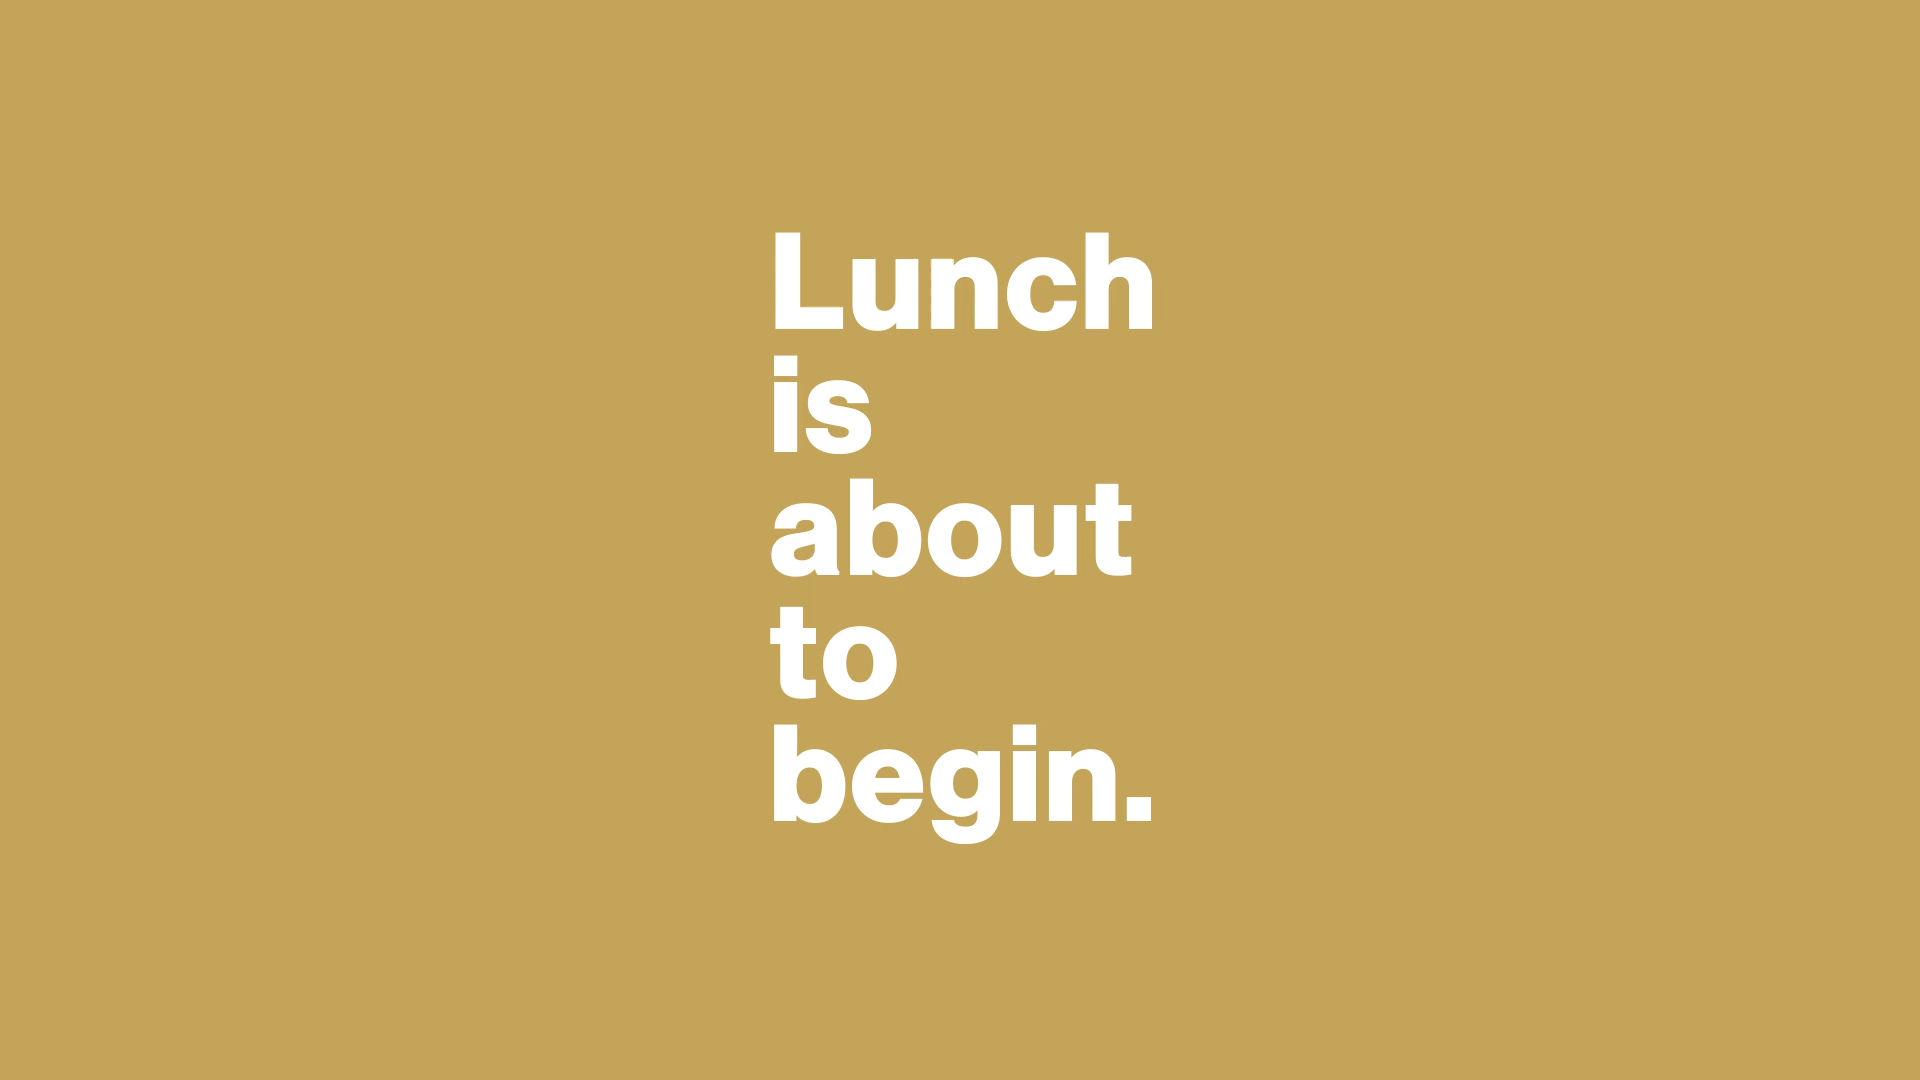 Lunch
is
about
to
begin.